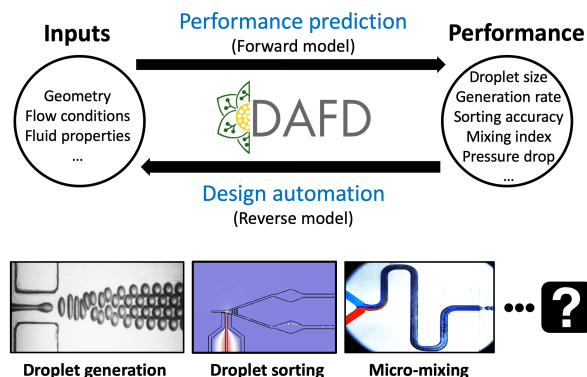 Inputs
Performance prediction
(Forward model)
Performance
Geometry
Flow conditions
Fluid properties
...
DAFD
Droplet size
Generation rate
Sorting accuracy
Mixing index
Pressure drop
...
Design automation
(Reverse model)
?
Droplet generation
Droplet sorting
Micro-mixing